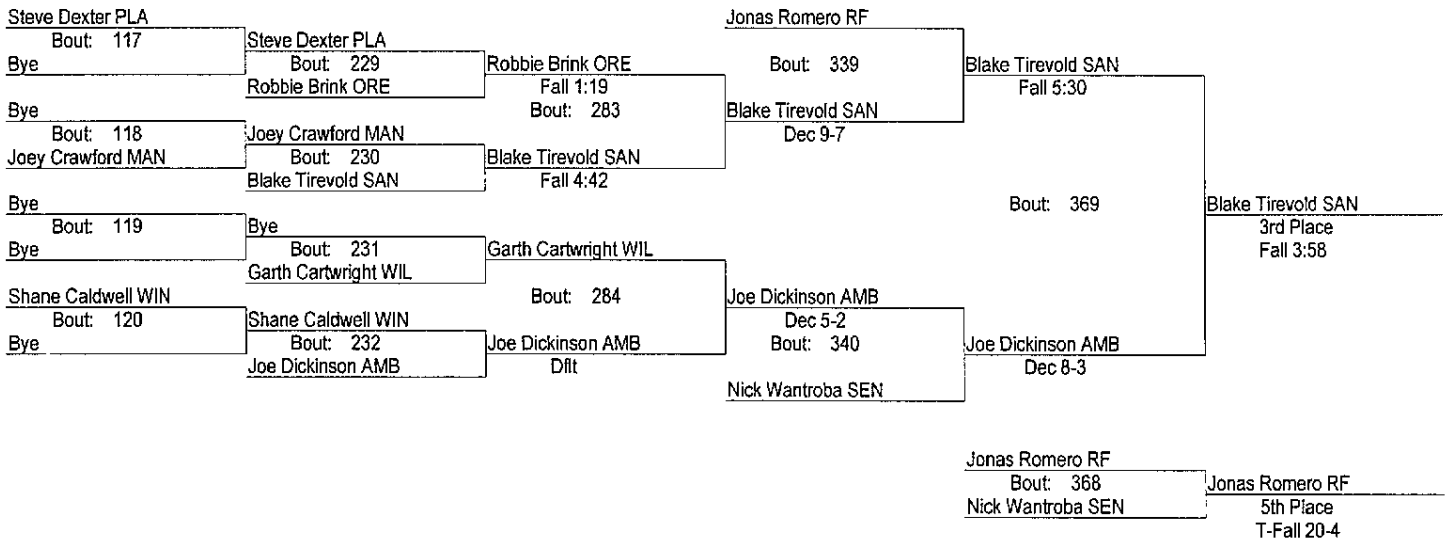 Steve Dexter PLA
Bout: 117
Bye
Bye
Bout: 118
Joey Crawford MAN
Bye
Bout: 119
Bye
Shane Caldwell WIN
Bout: 120
Bye
Steve Dexter PLA
Bout: 229
Robbie Brink ORE
Joey Crawford MAN
Bout: 230
Blake Tirevold SAN
Bye
Bout: 231
Garth Cartwright WIL
Shane Caldwell WIN
Bout: 232
Joe Dickinson AMB
Robbie Brink ORE
Fall 1:19
Bout: 283
Blake Tirevold SAN
Fall 4:42
Garth Cartwright WIL
Bout: 284
Joe Dickinson AMB
Dflt
Jonas Romero RF
Bout: 339
Blake Tirevold SAN
Dec 9-7
Joe Dickinson AMB
Dec 5-2
Bout: 340
Nick Wantroba SEN
Blake Tirevold SAN
Fall 5:30
Bout: 369
Joe Dickinson AMB
Dec 8-3
Blake Tirevold SAN
3rd Place
Fall 3:58
Jonas Romero RF
Bout: 368
Nick Wantroba SEN
Jonas Romero RF
5th Place
T-Fall 20-4